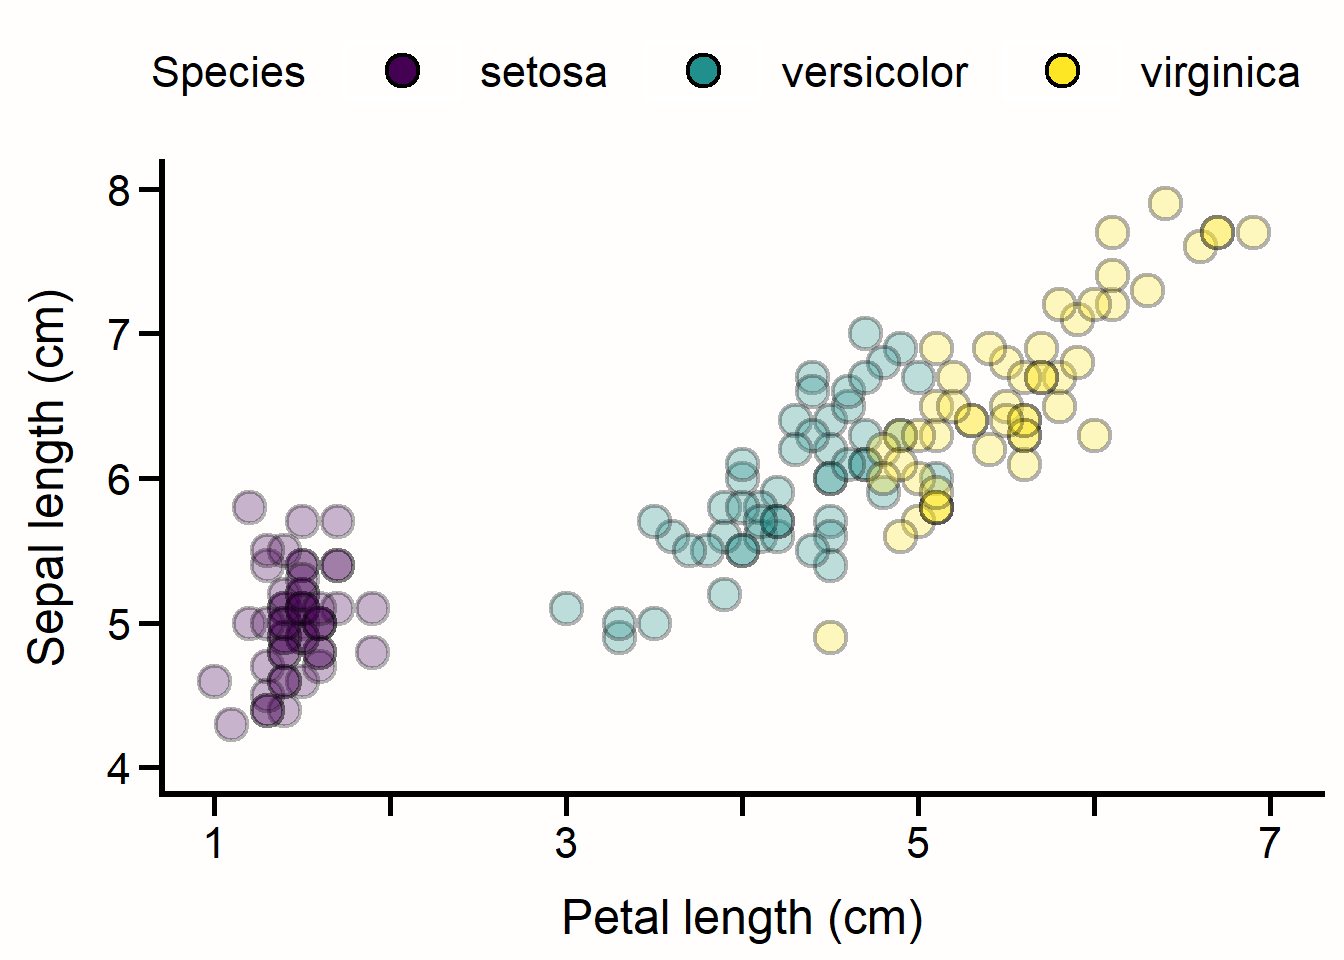 Species setosa versicolor virginica
8
7
6
5
4
Sepal length (cm)
1 3 5 7
Petal length (cm)